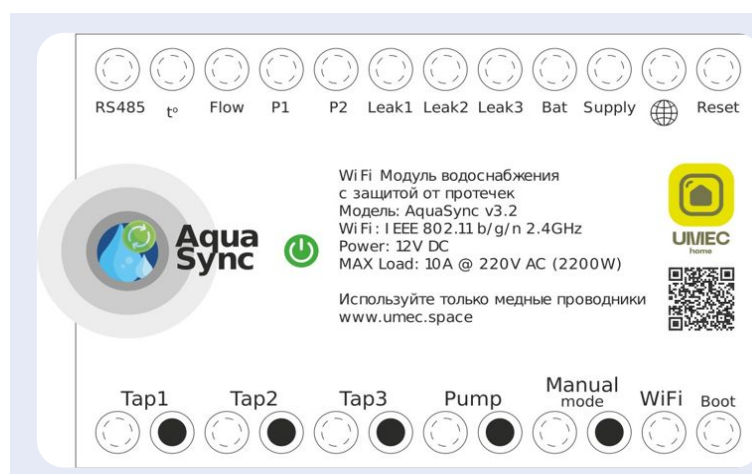 RS485 t° Flow P1 P2 Leak1 Leak2 Leak3 Bat Supply Reset
WiFi Модуль водоснабжения
с защитой от протечек
Модель: AquaSync v3.2
WiFi: IEEE 802.11 b/g/n 2.4GHz
Power: 12V DC
MAX Load: 10A @ 220V AC (2200W)
Используйте только медные проводники
www.umec.space
Aqua
Sync
UMEC
home
Tap1 Tap2 Tap3 Pump Manual
mode WiFi Boot